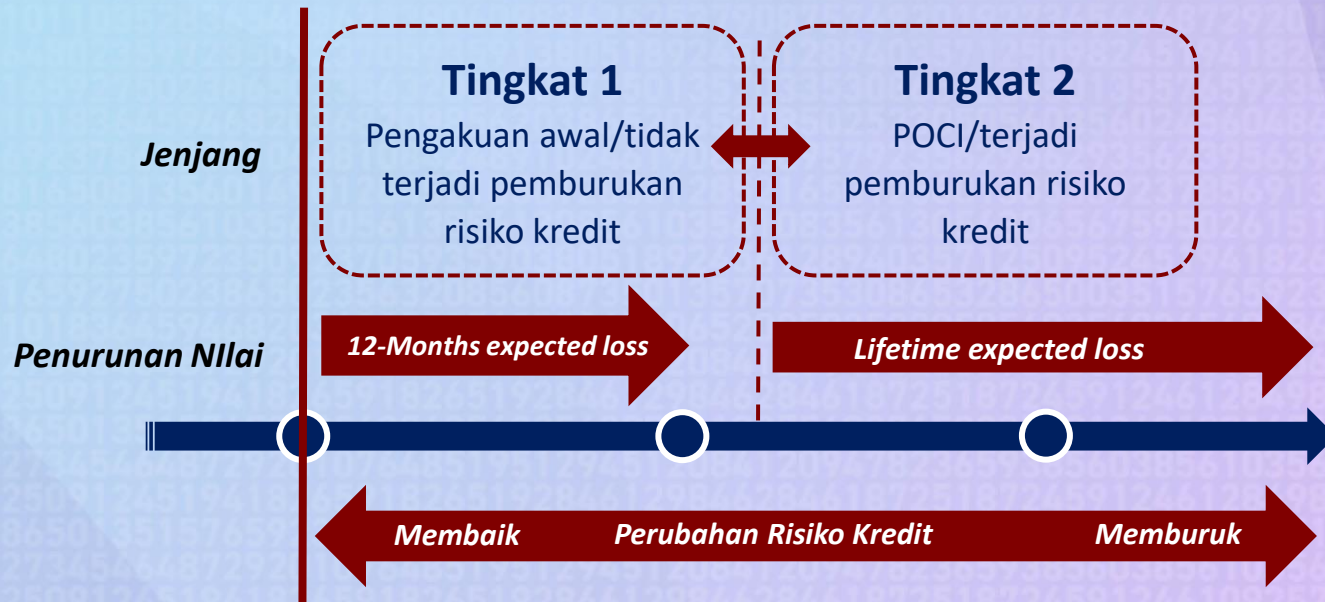 Tingkat 1
Pengakuan awal/tidak
terjadi pemburukan
risiko kredit
Tingkat 2
POCI/terjadi
pemburukan risiko
kredit
Jenjang
Penurunan NIlai
12-Months expected loss
Lifetime expected loss
Membaik
Perubahan Risiko Kredit
Memburuk